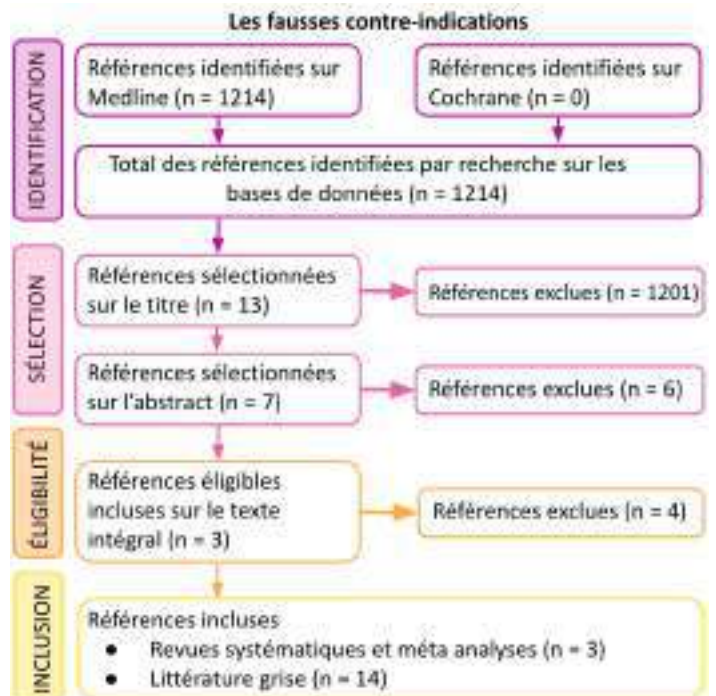 Les fausses contre-indications
IDENTIFICATION
Références identifiées sur
Medline (n = 1214)
Références identifiées sur
Cochrane (n = 0)
Total des références identifiées par recherche sur les
bases de données (n = 1214)
SÉLECTION
Références sélectionnées
sur le titre (n = 13)
Références exclues (n = 1201)
Références sélectionnées
sur l'abstract (n = 7)
Références exclues (n = 6)
ÉLIGIBILITÉ
Références éligibles
incluses sur le texte
intégral (n = 3)
Références exclues (n = 4)
INCLUSION
Références incluses
● Revues systématiques et méta analyses (n = 3)
● Littérature grise (n = 14)